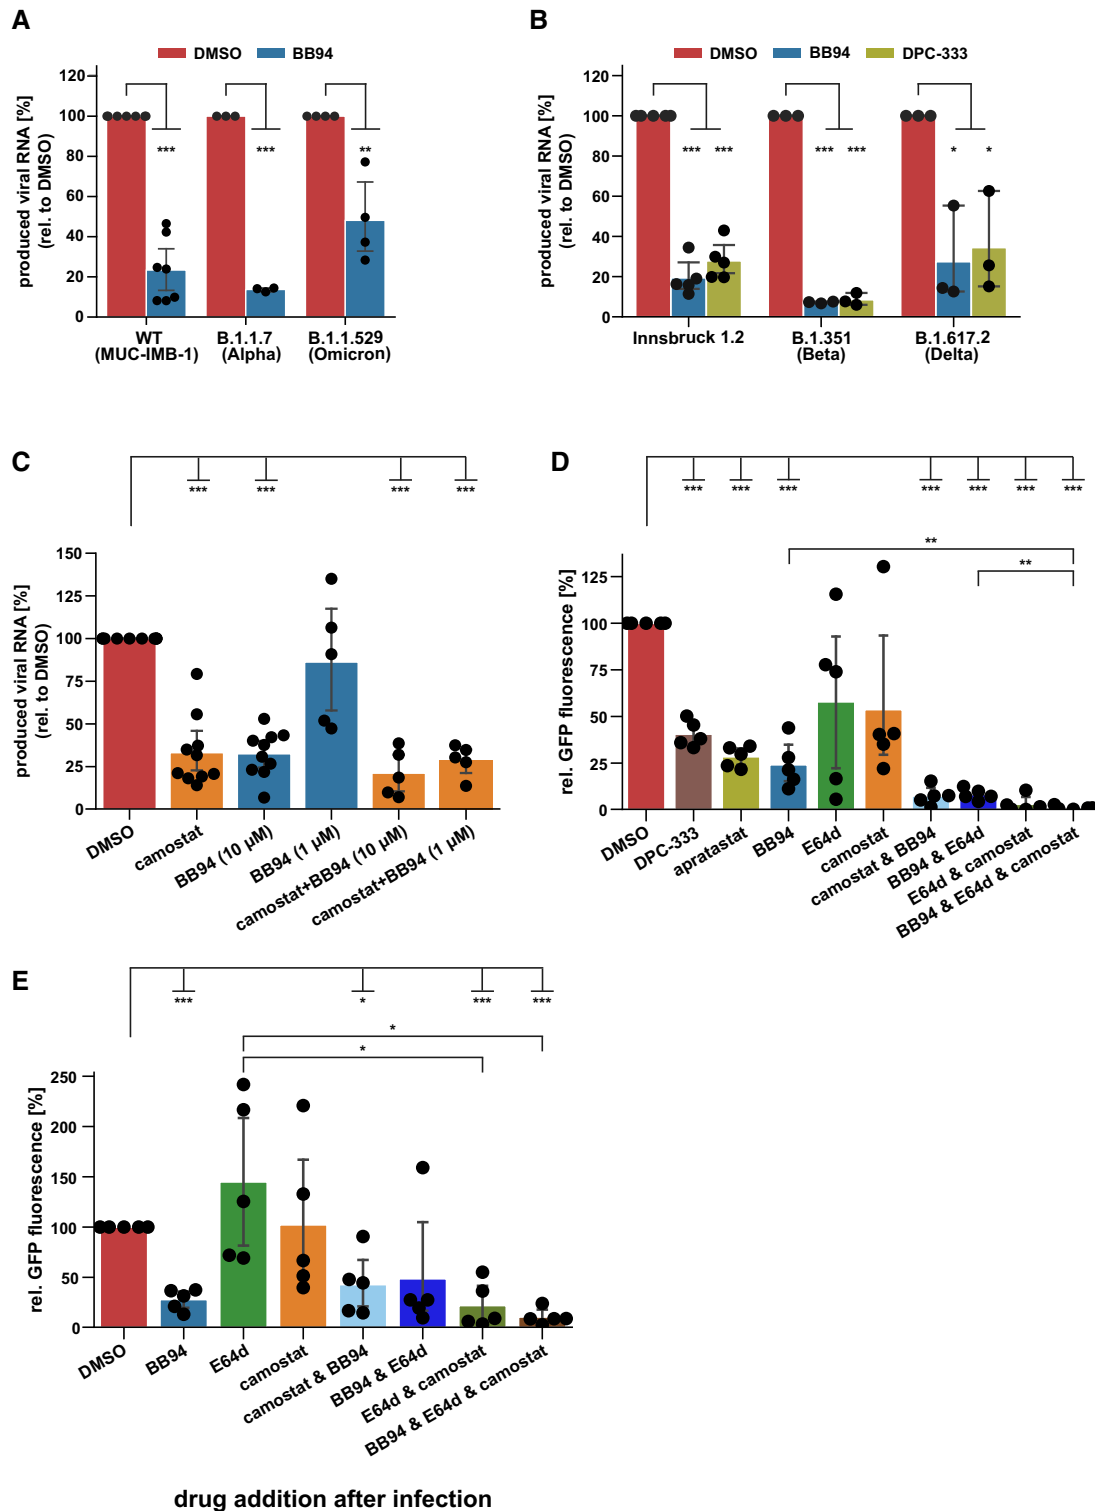 A
DMSO BB94
produced viral RNA [%]
(rel. to DMSO)
120
100
80
60
40
20
0
*** *** **
WT
(MUC-IMB-1)
B.1.1.7
(Alpha)
B.1.1.529
(Omicron)
B
DMSO BB94 DPC-333
produced viral RNA [%]
(rel. to DMSO)
120
100
80
60
40
20
0
*** *** *** *** * *
Innsbruck 1.2
B.1.351
(Beta)
B.1.617.2
(Delta)
C
*** *** *** ***
produced viral RNA [%]
(rel. to DMSO)
150
125
100
75
50
25
0
DMSO
camostat
BB94 (10 µM)
BB94 (1 µM)
camostat+BB94 (10 µM)
camostat+BB94 (1 µM)
D
*** *** *** *** *** *** ***
**
**
rel. GFP fluorescence [%]
125
100
75
50
25
0
DMSO
DPC-333
apratastat
BB94
E64d
camostat
camostat & BB94
BB94 & E64d
E64d & camostat
BB94 & E64d & camostat
E
*** * *** ***
*
*
rel. GFP fluorescence [%]
250
200
150
100
50
0
DMSO
BB94
E64d
camostat
camostat & BB94
BB94 & E64d
E64d & camostat
BB94 & E64d & camostat
drug addition after infection